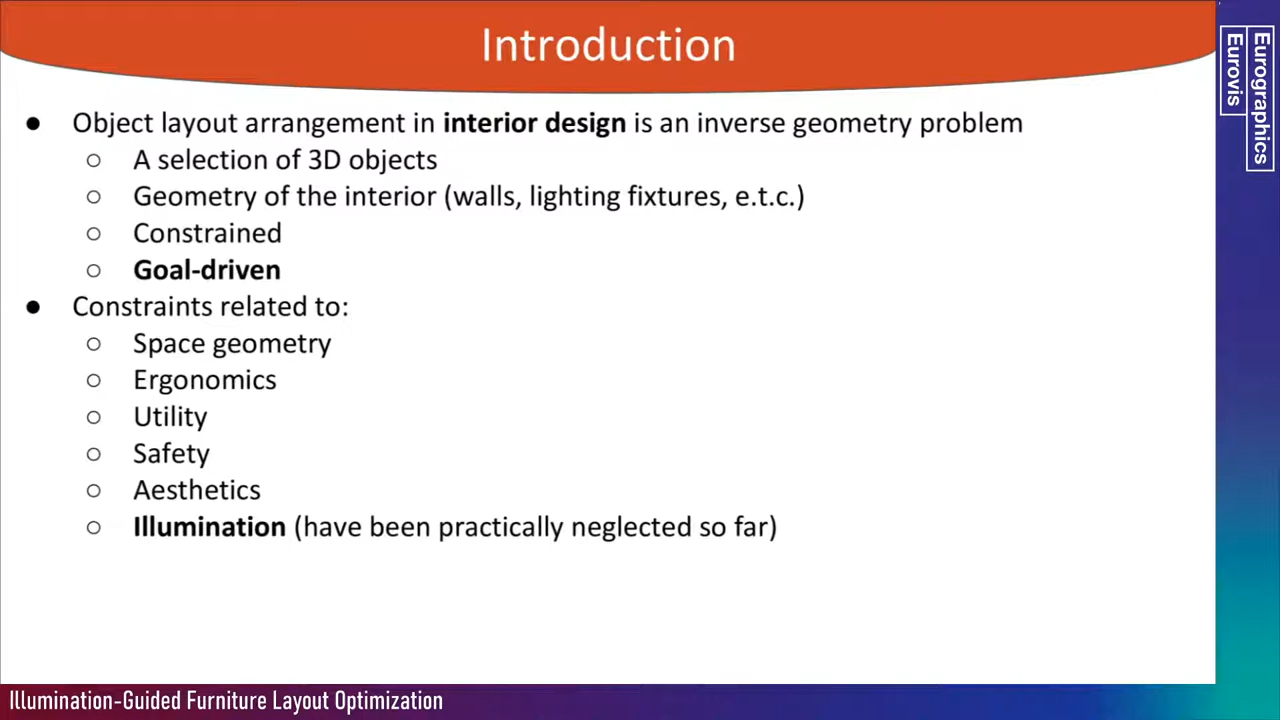 Introduction
● Object layout arrangement in interior design is an inverse geometry problem
○ A selection of 3D objects
○ Geometry of the interior (walls, lighting fixtures, e.t.c.)
○ Constrained
○ Goal-driven
● Constraints related to:
○ Space geometry
○ Ergonomics
○ Utility
○ Safety
○ Aesthetics
○ Illumination (have been practically neglected so far)
Eurographics
Eurovis
Illumination-Guided Furniture Layout Optimization